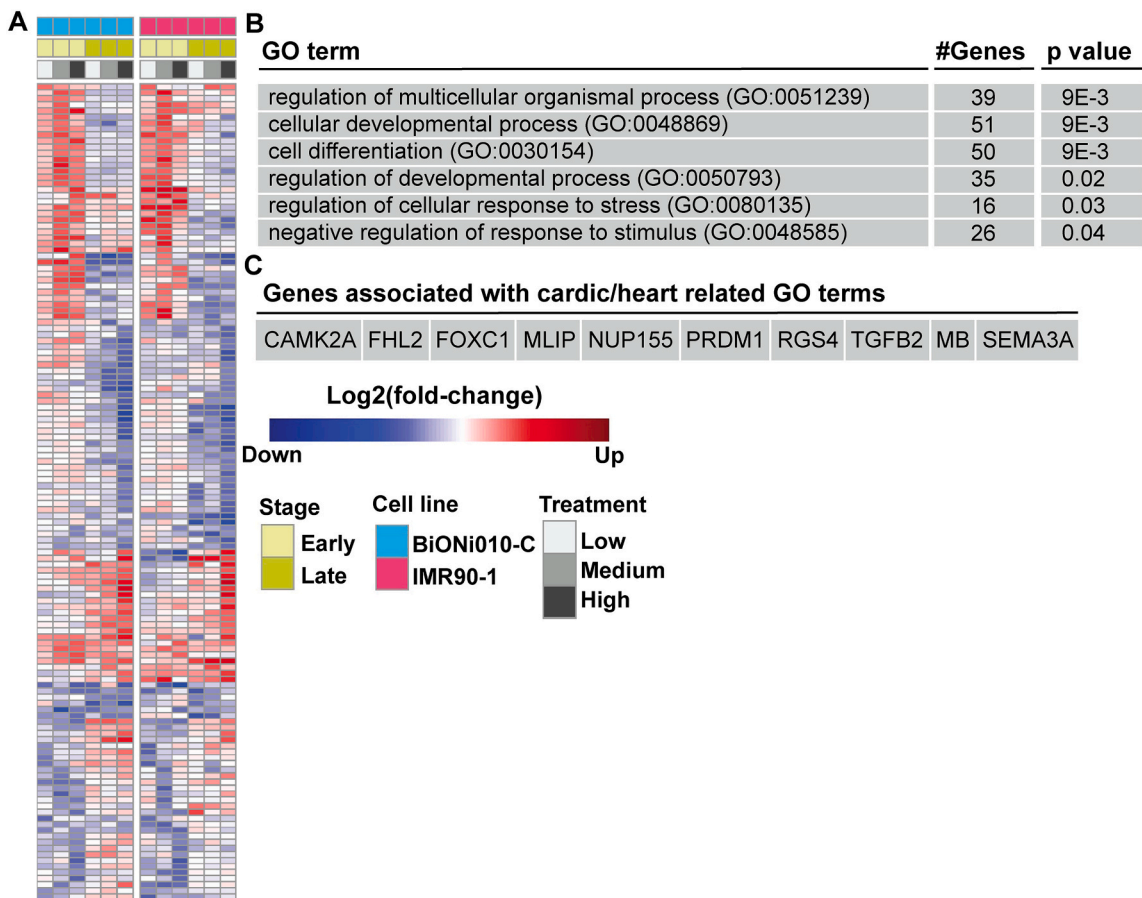 A
B
GO term #Genes p value
regulation of multicellular organismal process (GO:0051239) 39 9E-3
cellular developmental process (GO:0048869) 51 9E-3
cell differentiation (GO:0030154) 50 9E-3
regulation of developmental process (GO:0050793) 35 0.02
regulation of cellular response to stress (GO:0080135) 16 0.03
negative regulation of response to stimulus (GO:0048585) 26 0.04
C
Genes associated with cardic/heart related GO terms
CAMK2A FHL2 FOXC1 MLIP NUP155 PRDM1 RGS4 TGFB2 MB SEMA3A
Log2(fold-change)
Down Up
Stage Cell line Treatment
Early BiONi010-C Low
Late IMR90-1 Medium
High